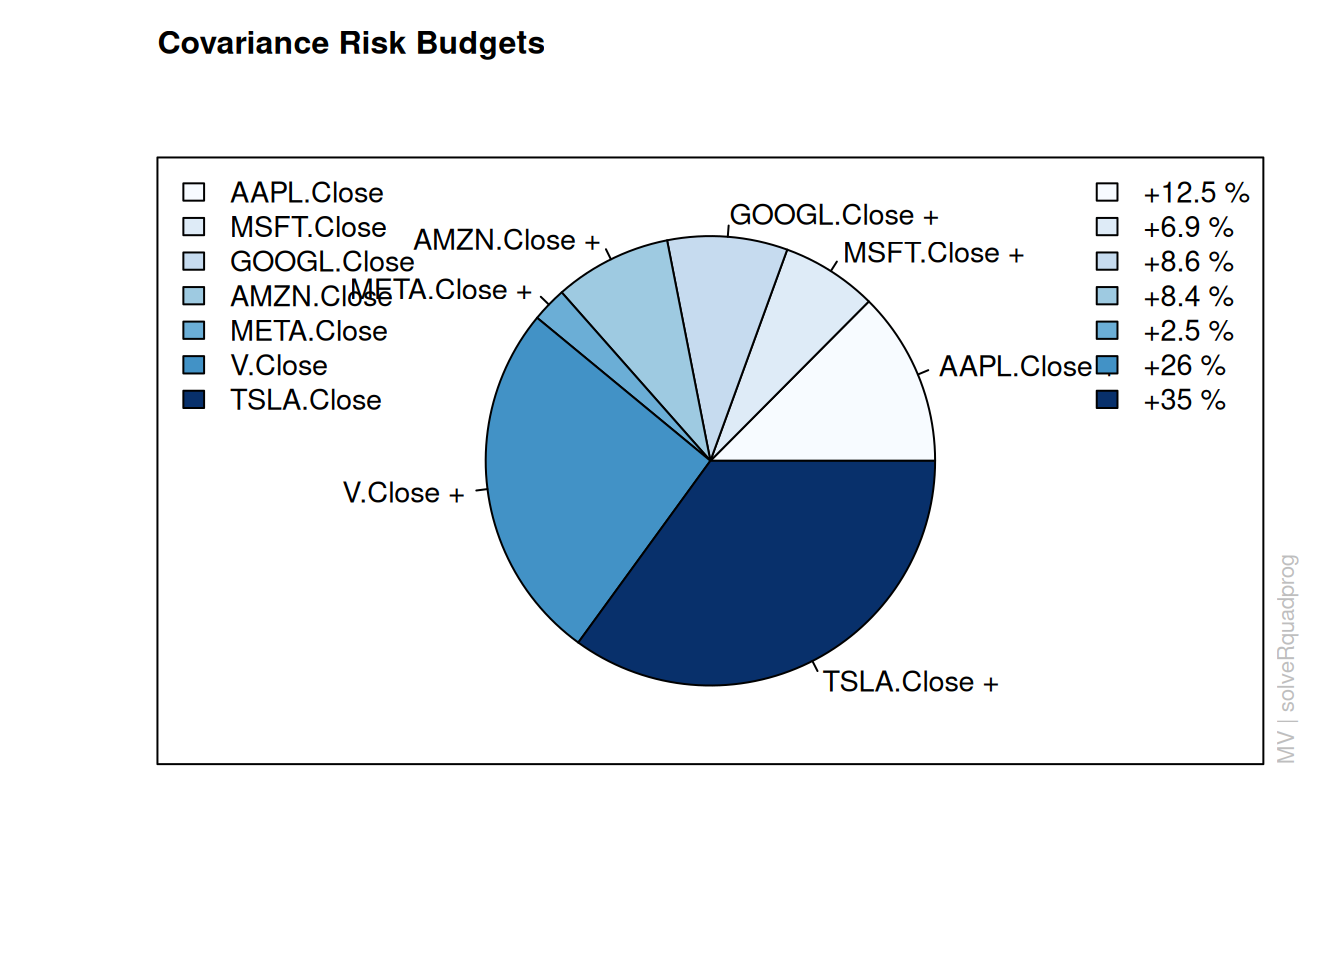 Covariance Risk Budgets
AAPL.Close
MSFT.Close
GOOGL.Close
AMZN.Close
META.Close
V.Close
TSLA.Close
+12.5 %
+6.9 %
+8.6 %
+8.4 %
+2.5 %
+26 %
+35 %
GOOGL.Close +
AMZN.Close +
MSFT.Close +
META.Close +
AAPL.Close
V.Close +
TSLA.Close +
MV | solveRquadprog